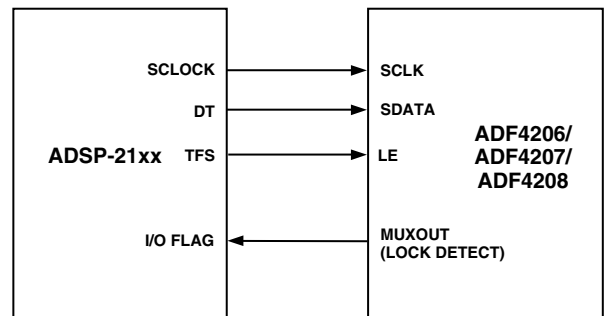 SCLOCK
DT
ADSP-21xx
TFS
I/O FLAG
SCLK
SDATA
LE
MUXOUT
(LOCK DETECT)
ADF4206/
ADF4207/
ADF4208